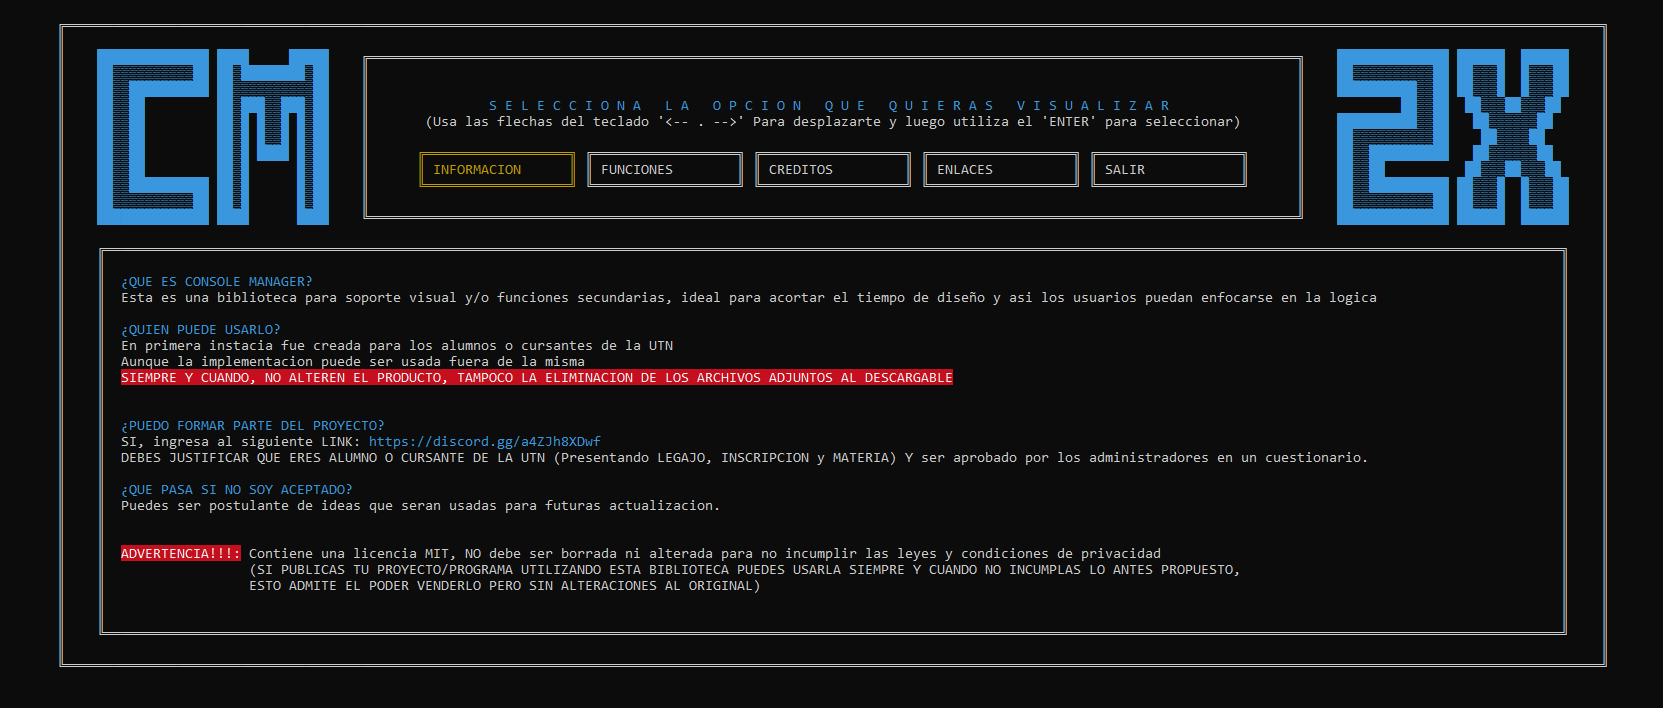 CM
2X
S E L E C C I O N A   L A   O P C I O N   Q U E   Q U I E R A S   V I S U A L I Z A R
(Usa las flechas del teclado '<-- . -->' Para desplazarte y luego utiliza el 'ENTER' para seleccionar)
INFORMACION FUNCIONES CREDITOS ENLACES SALIR
¿QUE ES CONSOLE MANAGER?
Esta es una biblioteca para soporte visual y/o funciones secundarias, ideal para acortar el tiempo de diseño y asi los usuarios puedan enfocarse en la logica
¿QUIEN PUEDE USARLO?
En primera instacia fue creada para los alumnos o cursantes de la UTN
Aunque la implementacion puede ser usada fuera de la misma
SIEMPRE Y CUANDO, NO ALTEREN EL PRODUCTO, TAMPOCO LA ELIMINACION DE LOS ARCHIVOS ADJUNTOS AL DESCARGABLE
¿PUEDO FORMAR PARTE DEL PROYECTO?
SI, ingresa al siguiente LINK: https://discord.gg/a4ZJh8XDwf
DEBES JUSTIFICAR QUE ERES ALUMNO O CURSANTE DE LA UTN (Presentando LEGAJO, INSCRIPCION y MATERIA) Y ser aprobado por los administradores en un cuestionario.
¿QUE PASA SI NO SOY ACEPTADO?
Puedes ser postulante de ideas que seran usadas para futuras actualizacion.
ADVERTENCIA!!!: Contiene una licencia MIT, NO debe ser borrada ni alterada para no incumplir las leyes y condiciones de privacidad
(SI PUBLICAS TU PROYECTO/PROGRAMA UTILIZANDO ESTA BIBLIOTECA PUEDES USARLA SIEMPRE Y CUANDO NO INCUMPLAS LO ANTES PROPUESTO,
ESTO ADMITE EL PODER VENDERLO PERO SIN ALTERACIONES AL ORIGINAL)